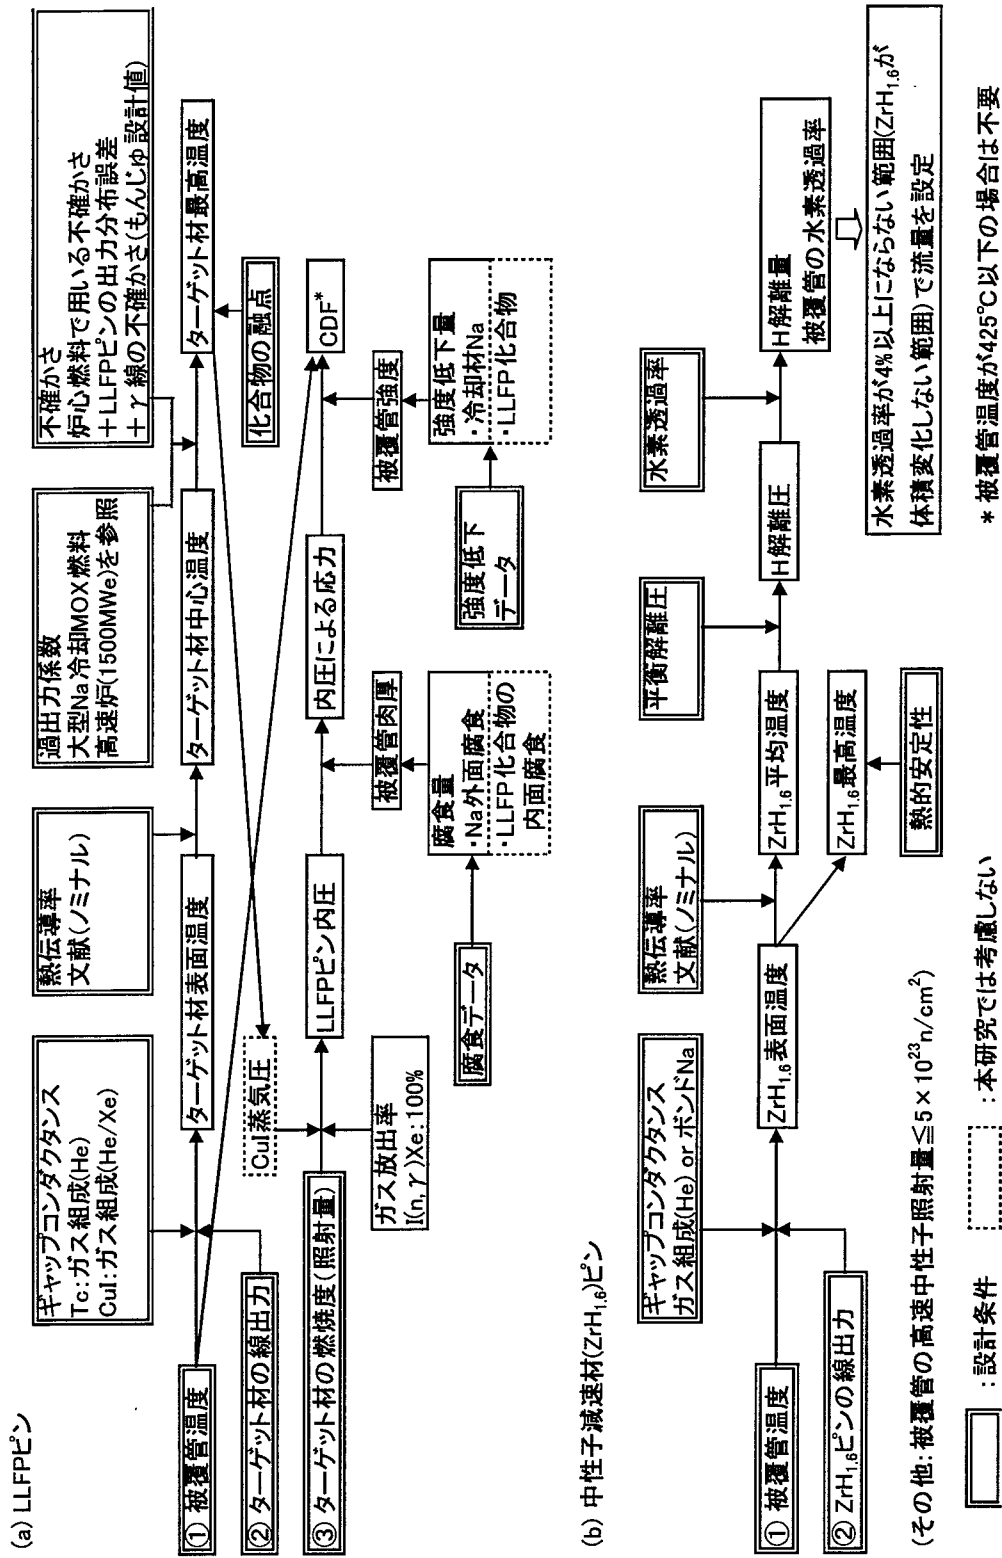 (a) LLFPピン
ギャップコンダクタンス
Tc:ガス組成(He)
CuI:ガス組成(He/Xe)
熱伝導率
文献(ノミナル)
過出力係数
大型Na冷却MOX燃料
高速炉(1500MWe)を参照
不確かさ
炉心燃料で用いる不確かさ
+LLFPピンの出力分布誤差
+γ線の不確かさ(もんじゅ設計値)
① 被覆管温度
ターゲット材表面温度
ターゲット材中心温度
ターゲット材最高温度
② ターゲット材の線出力
CuI蒸気圧
化合物の融点
③ ターゲット材の燃焼度(照射量)
LLFPピン内圧
内圧による応力
CDF*
ガス放出率
I(n,γ)Xe:100%
被覆管肉厚
被覆管強度
腐食データ
腐食量
・Na外面腐食
・LLFP化合物の
内面腐食
強度低下
データ
強度低下量
・冷却材Na
・LLFP化合物
(b) 中性子減速材(ZrH1.6)ピン
ギャップコンダクタンス
ガス組成(He) or ボンドNa
熱伝導率
文献(ノミナル)
平衡解離圧
水素透過率
① 被覆管温度
ZrH1.6表面温度
ZrH1.6平均温度
H解離圧
H解離量
被覆管の水素透過率
② ZrH1.6ピンの線出力
ZrH1.6最高温度
熱的安定性
水素透過率が4%以上にならない範囲(ZrH1.6が
体積変化しない範囲)で流量を設定
(その他:被覆管の高速中性子照射量≦5×10²³n/cm²)
:設計条件
:本研究では考慮しない
*被覆管温度が425℃以下の場合は不要